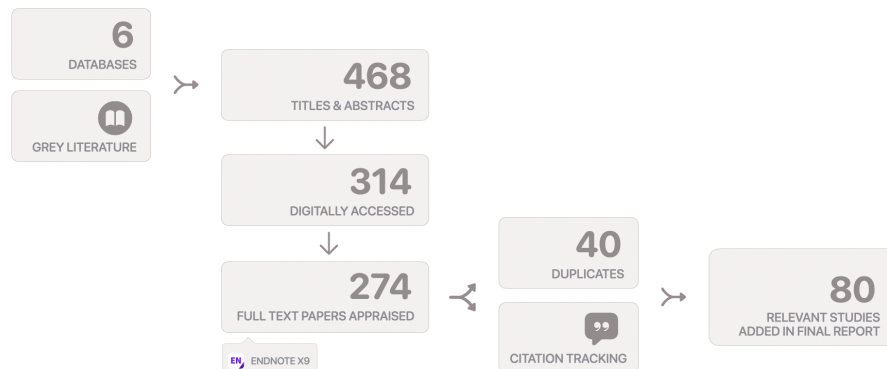 6
DATABASES
GREY LITERATURE
468
TITLES & ABSTRACTS
314
DIGITALLY ACCESSED
274
FULL TEXT PAPERS APPRAISED
EN ENDNOTE X9
40
DUPLICATES
CITATION TRACKING
80
RELEVANT STUDIES
ADDED IN FINAL REPORT